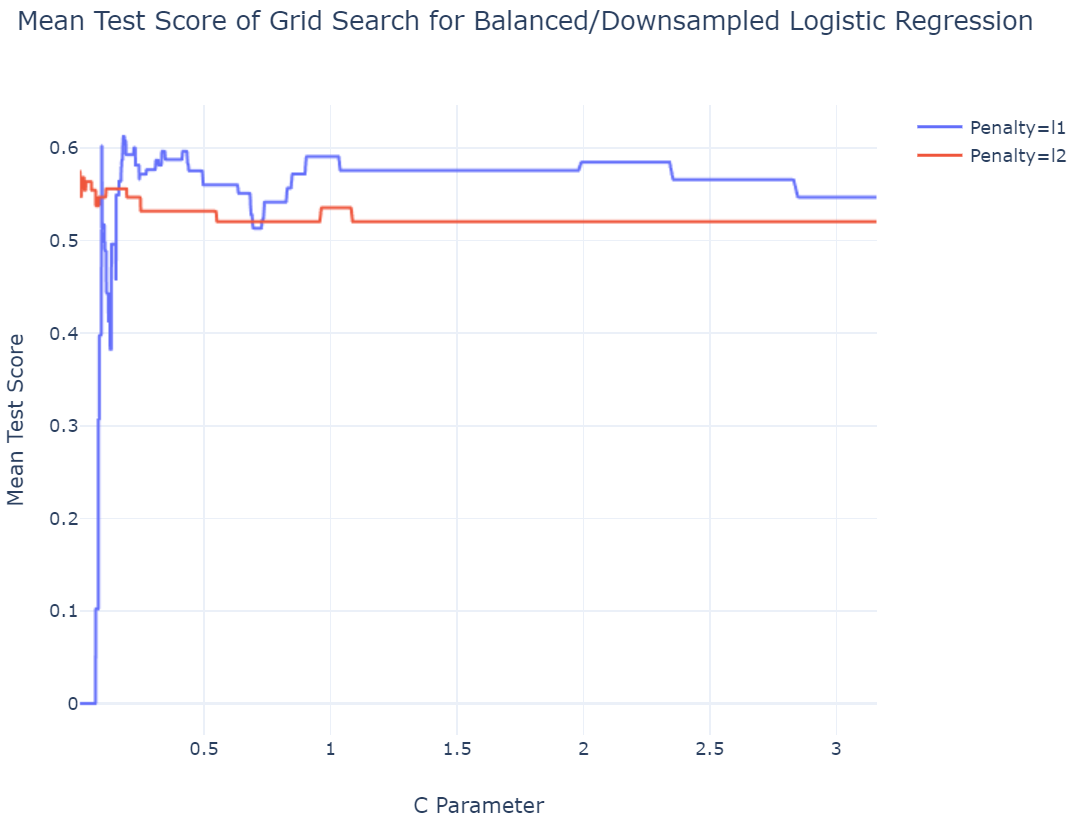 Mean Test Score of Grid Search for Balanced/Downsampled Logistic Regression
Penalty=l1
Penalty=l2
0.6
0.5
0.4
0.3
0.2
0.1
0
Mean Test Score
0.5
1
1.5
2
2.5
3
C Parameter